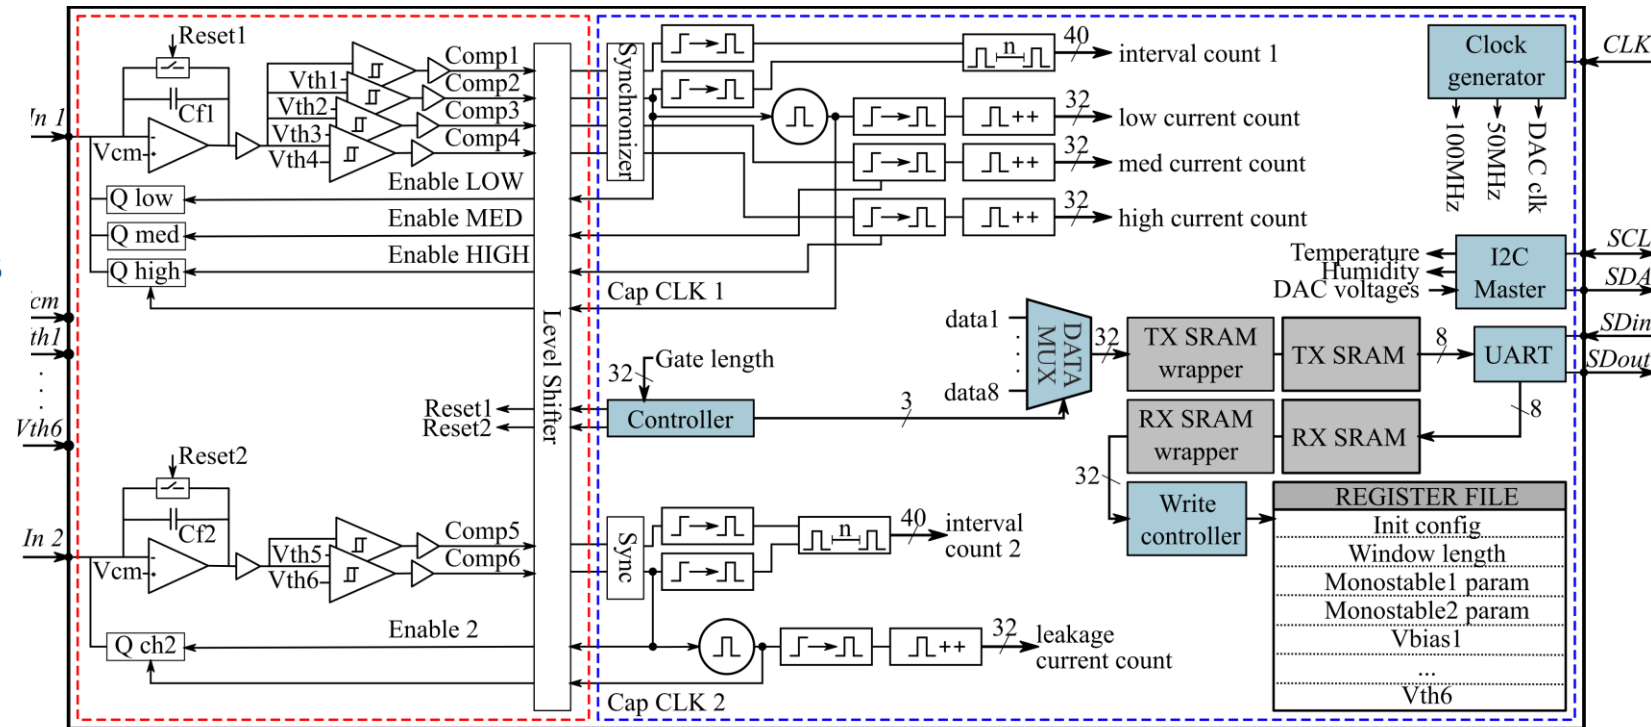 Reset1
Cf1
In 1
Vcm
Vth1
Vth2
Vth3
Vth4
Comp1
Comp2
Comp3
Comp4
Q low
Q med
Q high
Enable LOW
Enable MED
Enable HIGH
Level Shifter
Synchronizer
n
40
interval count 1
++
32
low current count
++
32
med current count
++
32
high current count
Cap CLK 1
Clock
generator
CLK
100MHz
50MHz
DAC clk
Temperature
Humidity
DAC voltages
I2C
Master
SCL
SDA
cm
th1
Vth6
Gate length
32
Controller
Reset1
Reset2
3
data1
data8
DATA
MUX
32
TX SRAM
wrapper
TX SRAM
8
UART
SDin
SDout
8
RX SRAM
wrapper
RX SRAM
32
Write
controller
REGISTER FILE
Init config
Window length
Monostable1 param
Monostable2 param
Vbias1
...
Vth6
Reset2
Cf2
In 2
Vcm
Vth5
Vth6
Comp5
Comp6
Q ch2
Enable 2
Sync
n
40
interval
count 2
++
32
leakage
current count
Cap CLK 2